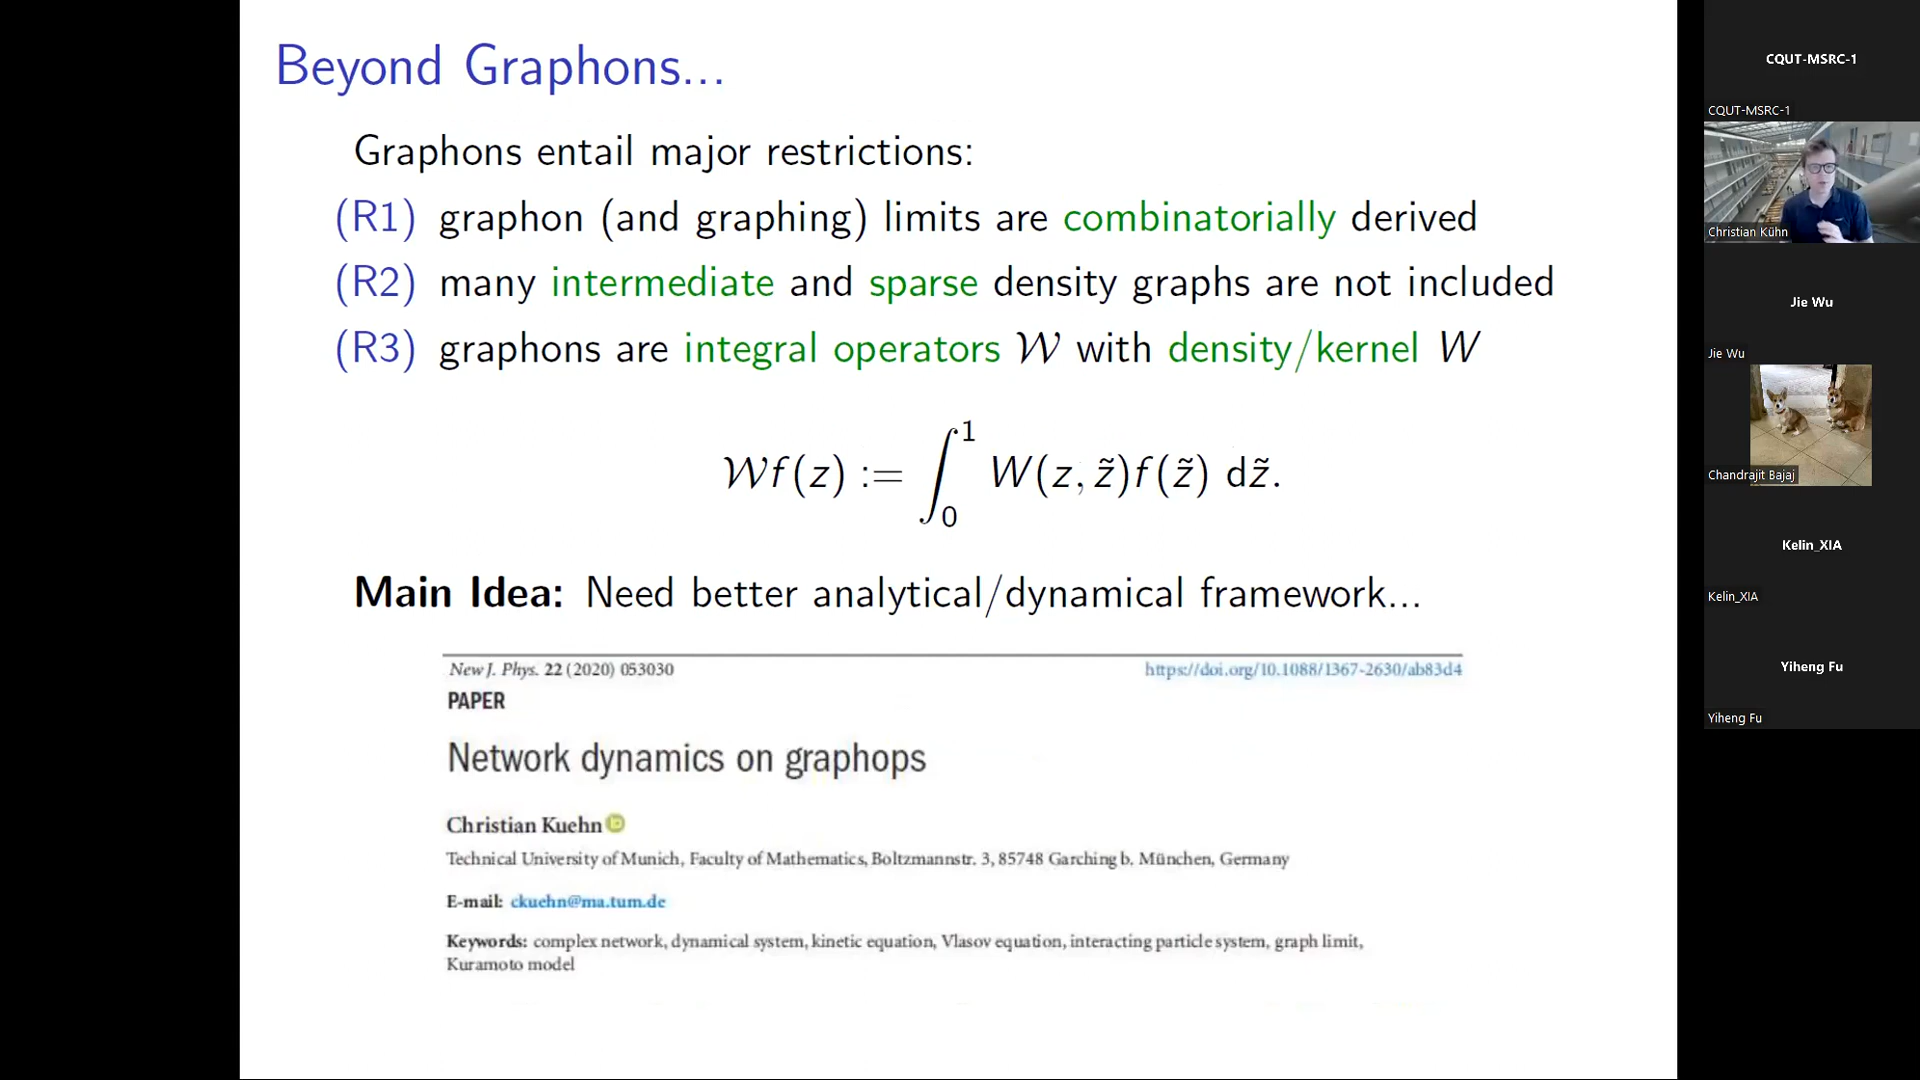 Beyond Graphons...
Graphons entail major restrictions:
(R1) graphon (and graphing) limits are combinatorially derived
(R2) many intermediate and sparse density graphs are not included
(R3) graphons are integral operators 𝒲 with density/kernel W
𝒲f(z) := ∫₀¹ W(z, z̃)f(z̃) dz̃.
Main Idea: Need better analytical/dynamical framework...
New J. Phys. 22 (2020) 053030
https://doi.org/10.1088/1367-2630/ab83d4
PAPER
Network dynamics on graphops
Christian Kuehn
Technical University of Munich, Faculty of Mathematics, Boltzmannstr. 3, 85748 Garching b. München, Germany
E-mail: ckuehn@ma.tum.de
Keywords: complex network, dynamical system, kinetic equation, Vlasov equation, interacting particle system, graph limit,
Kuramoto model
CQUT-MSRC-1
CQUT-MSRC-1
Christian Kühn
Jie Wu
Jie Wu
Chandrajit Bajaj
Kelin_XIA
Kelin_XIA
Yiheng Fu
Yiheng Fu